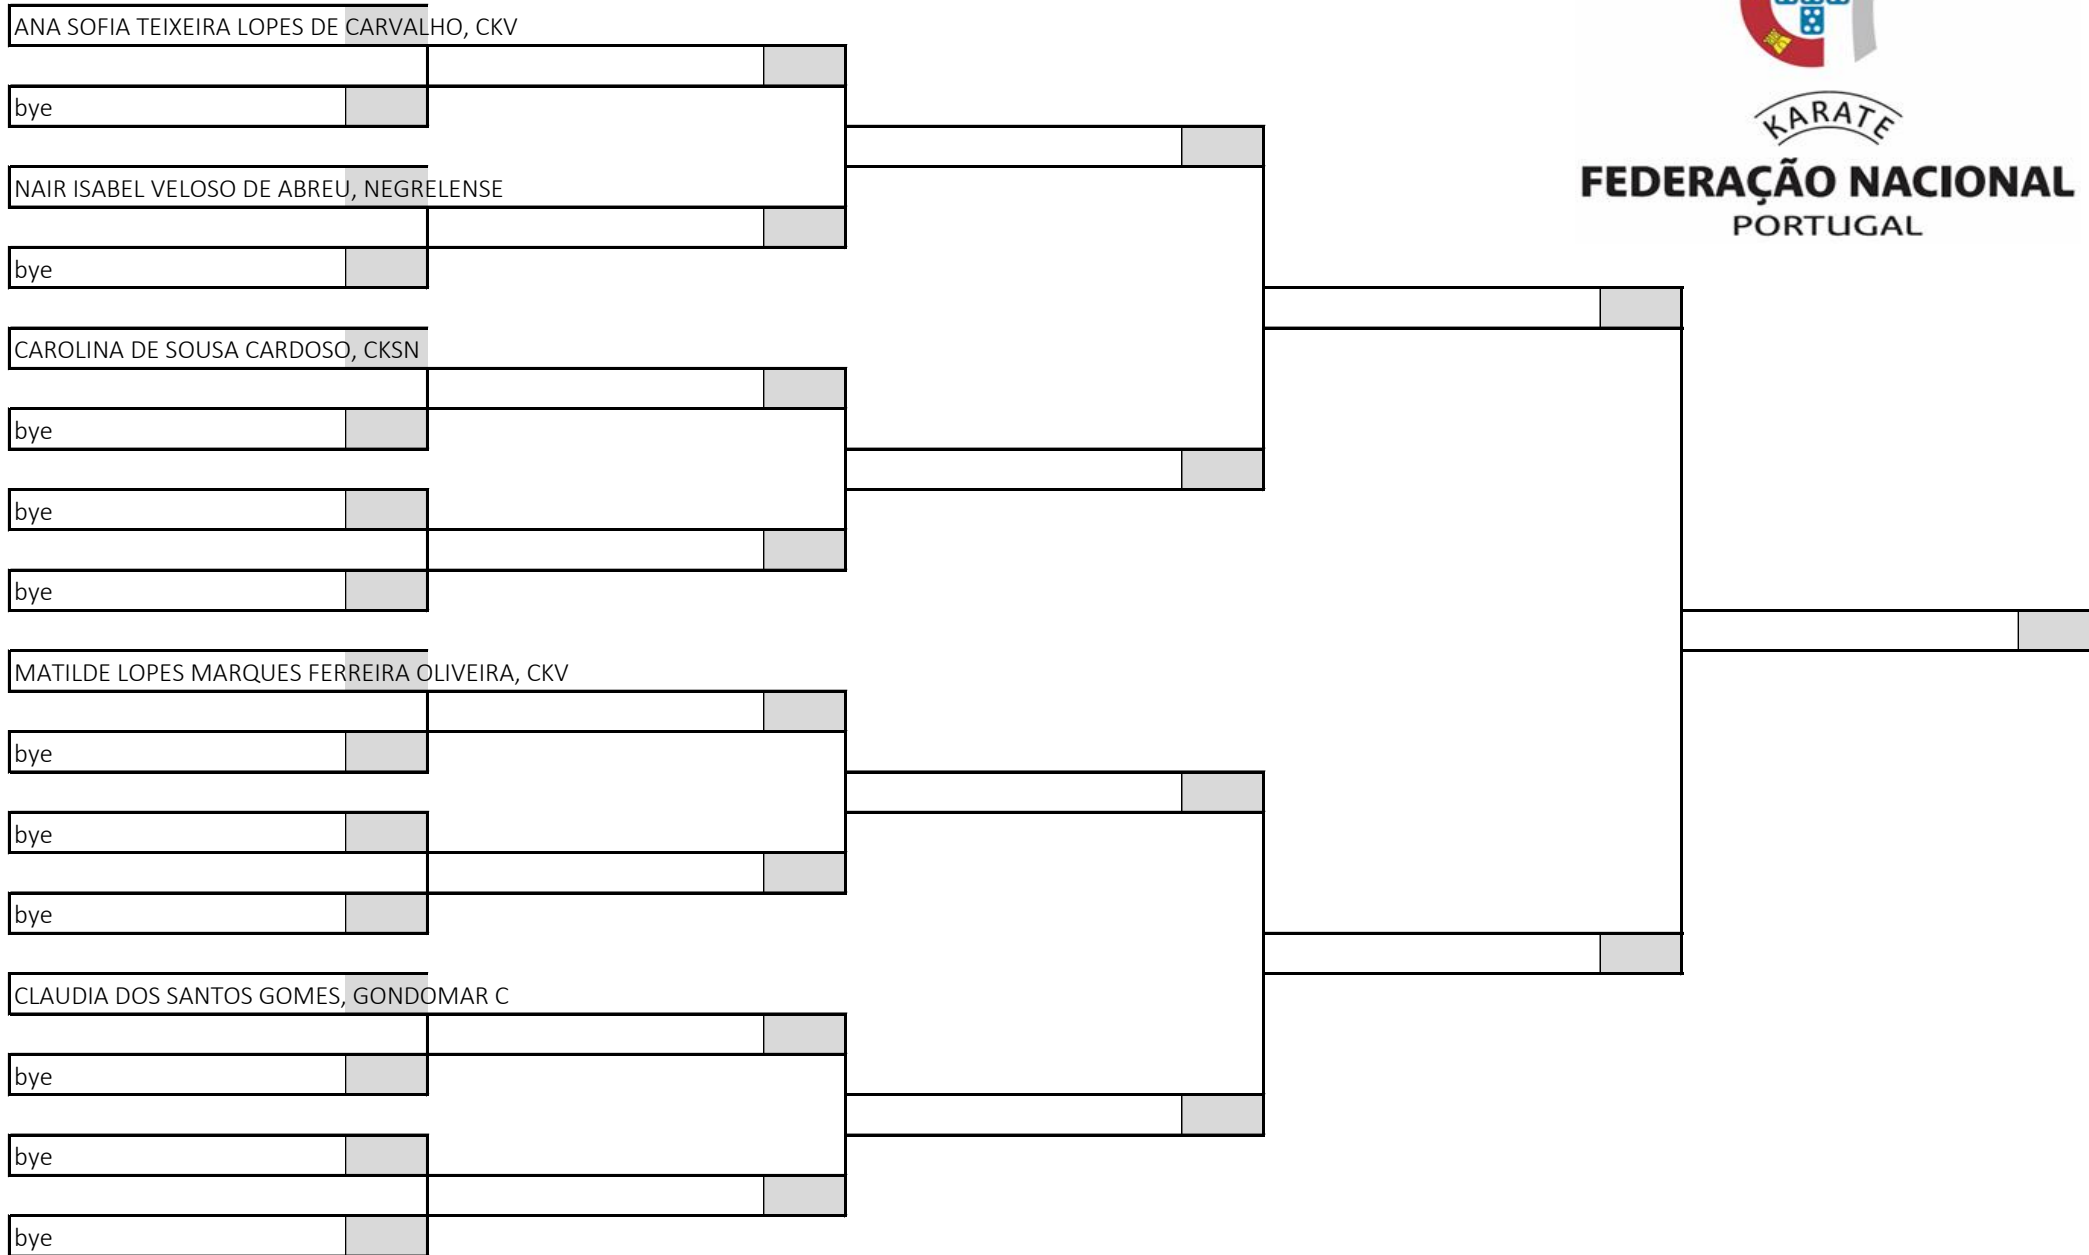 ANA SOFIA TEIXEIRA LOPES DE CARVALHO, CKV
bye
NAIR ISABEL VELOSO DE ABREU, NEGRELENSE
bye
CAROLINA DE SOUSA CARDOSO, CKSN
bye
bye
bye
MATILDE LOPES MARQUES FERREIRA OLIVEIRA, CKV
bye
bye
bye
CLAUDIA DOS SANTOS GOMES, GONDOMAR C
bye
bye
bye
KARATE
FEDERAÇÃO NACIONAL
PORTUGAL